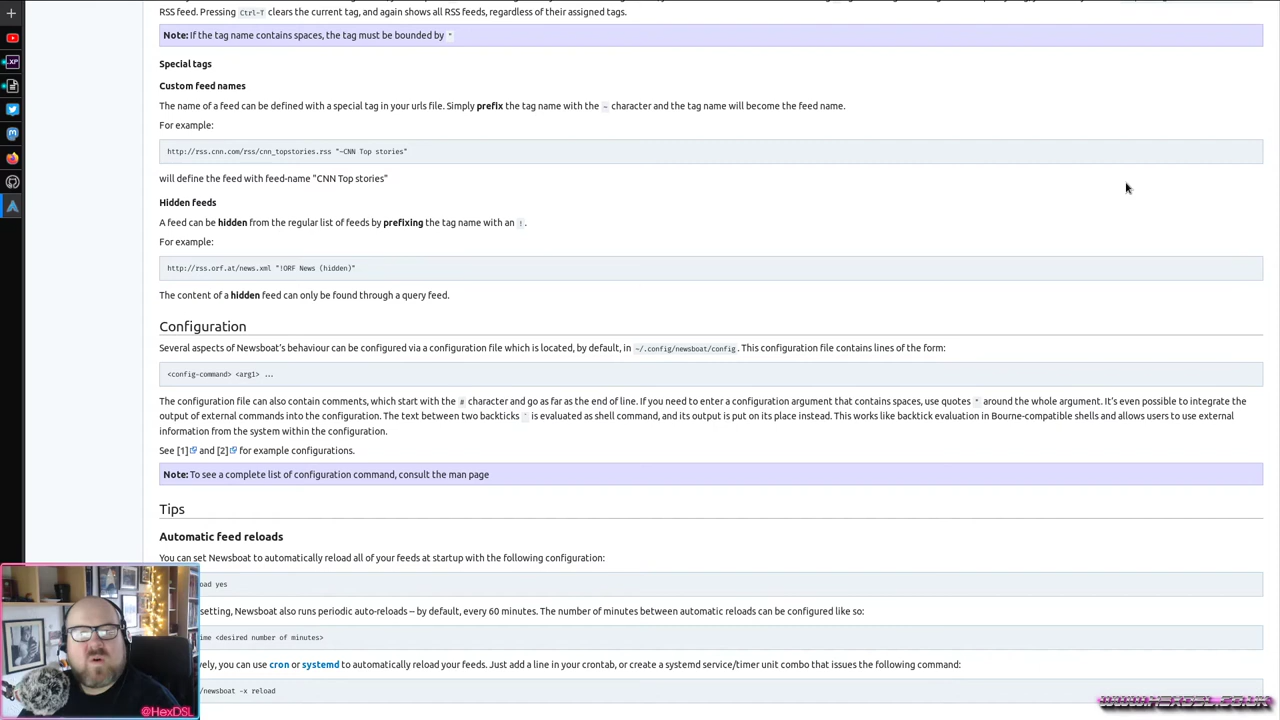 RSS feed. Pressing Ctrl-T clears the current tag, and again shows all RSS feeds, regardless of their assigned tags.
Note: If the tag name contains spaces, the tag must be bounded by "
Special tags
Custom feed names
The name of a feed can be defined with a special tag in your urls file. Simply prefix the tag name with the ~ character and the tag name will become the feed name.
For example:
http://rss.cnn.com/rss/cnn_topstories.rss "~CNN Top stories"
will define the feed with feed-name "CNN Top stories"
Hidden feeds
A feed can be hidden from the regular list of feeds by prefixing the tag name with an !.
For example:
http://rss.orf.at/news.xml "!ORF News (hidden)"
The content of a hidden feed can only be found through a query feed.
Configuration
Several aspects of Newsboat's behaviour can be configured via a configuration file which is located, by default, in ~/.config/newsboat/config. This configuration file contains lines of the form:
<config-command> <arg1> ...
The configuration file can also contain comments, which start with the # character and go as far as the end of line. If you need to enter a configuration argument that contains spaces, use quotes " around the whole argument. It's even possible to integrate the
output of external commands into the configuration. The text between two backticks ` is evaluated as shell command, and its output is put on its place instead. This works like backtick evaluation in Bourne-compatible shells and allows users to use external
information from the system within the configuration.
See [1] and [2] for example configurations.
Note: To see a complete list of configuration command, consult the man page
Tips
Automatic feed reloads
You can set Newsboat to automatically reload all of your feeds at startup with the following configuration:
oad yes
setting, Newsboat also runs periodic auto-reloads – by default, every 60 minutes. The number of minutes between automatic reloads can be configured like so:
ime <desired number of minutes>
vely, you can use cron or systemd to automatically reload your feeds. Just add a line in your crontab, or create a systemd service/timer unit combo that issues the following command:
/newsboat -x reload
@HexDSL
WWW.HEXDSL.CO.UK